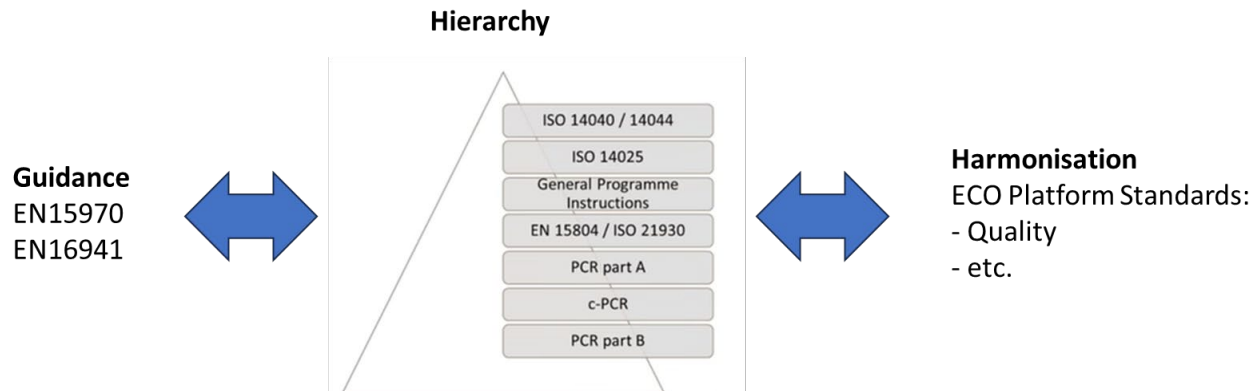 Hierarchy
Guidance
EN15970
EN16941
ISO 14040 / 14044
ISO 14025
General Programme
Instructions
EN 15804 / ISO 21930
PCR part A
c-PCR
PCR part B
Harmonisation
ECO Platform Standards:
- Quality
- etc.